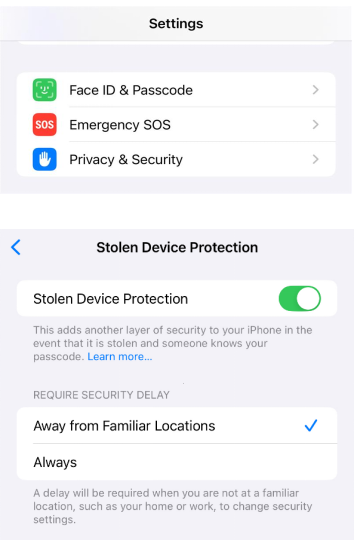 Settings
Face ID & Passcode
SOS Emergency SOS
Privacy & Security
Stolen Device Protection
Stolen Device Protection
This adds another layer of security to your iPhone in the
event that it is stolen and someone knows your
passcode. Learn more...
REQUIRE SECURITY DELAY
Away from Familiar Locations
Always
A delay will be required when you are not at a familiar
location, such as your home or work, to change security
settings.